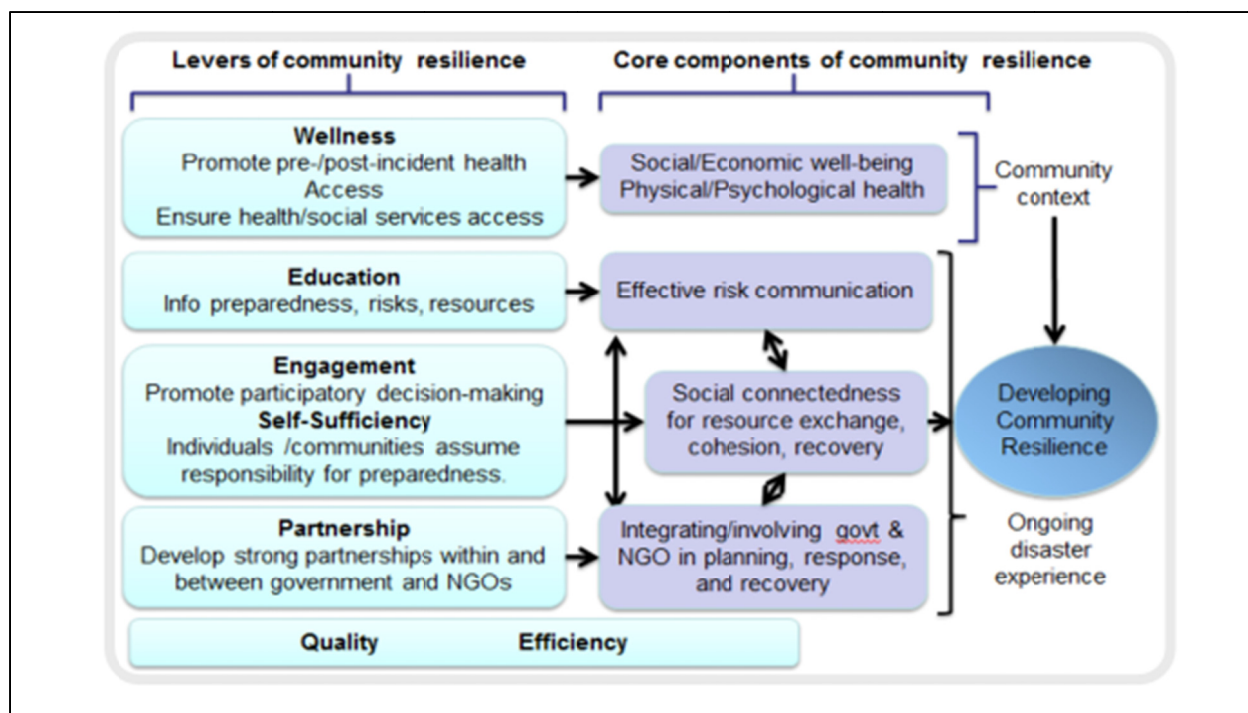 Levers of community resilience
Core components of community resilience
Wellness
Promote pre-/post-incident health
Access
Ensure health/social services access
Social/Economic well-being
Physical/Psychological health
Community
context
Education
Info preparedness, risks, resources
Effective risk communication
Engagement
Promote participatory decision-making
Self-Sufficiency
Individuals /communities assume
responsibility for preparedness.
Social connectedness
for resource exchange,
cohesion, recovery
Developing
Community
Resilience
Partnership
Develop strong partnerships within and
between government and NGOs
Integrating/involving govt &
NGO in planning, response,
and recovery
Ongoing
disaster
experience
Quality
Efficiency